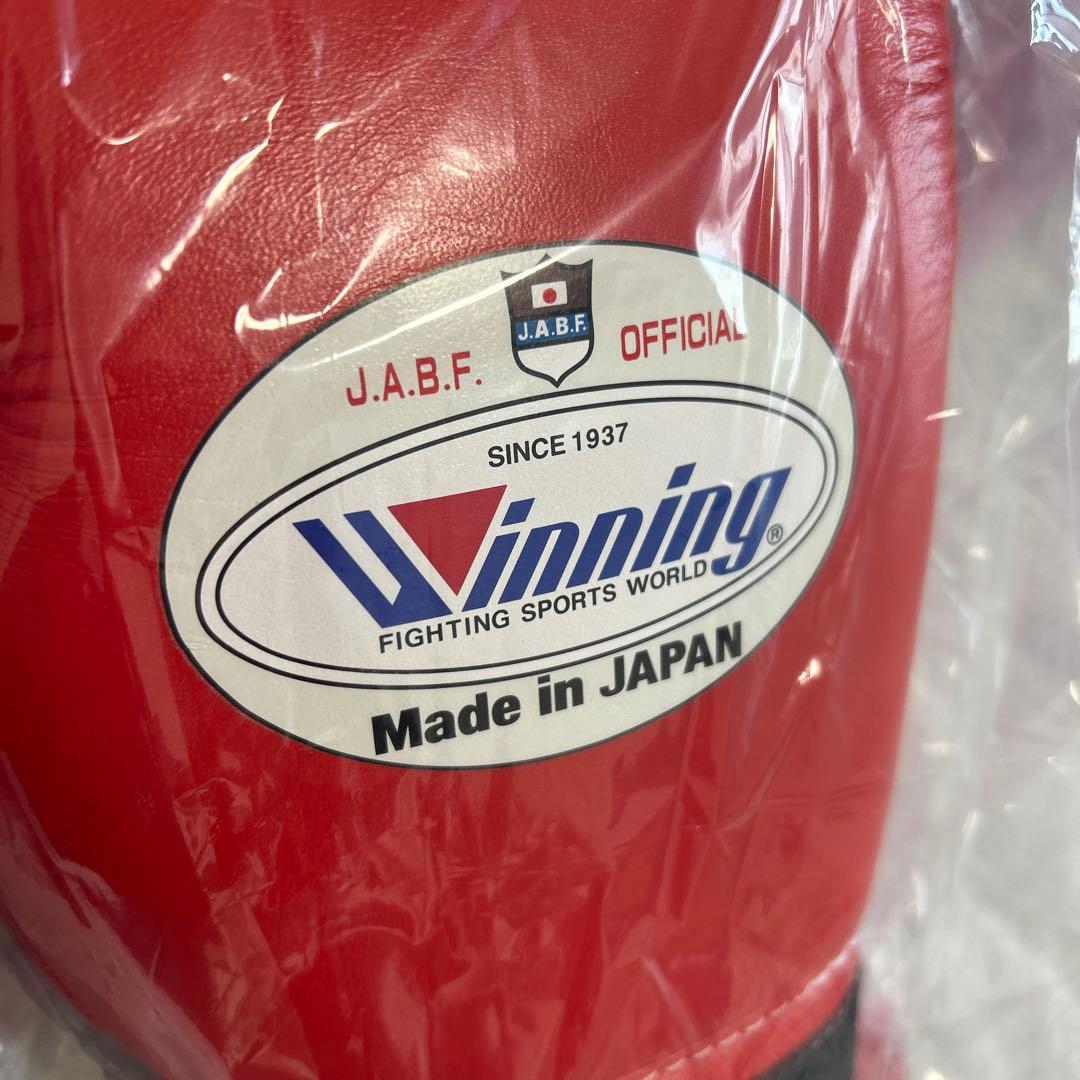 J.A.B.F.
J.A.B.F. OFFICIAL
SINCE 1937
Winning®
FIGHTING SPORTS WORLD
Made in JAPAN